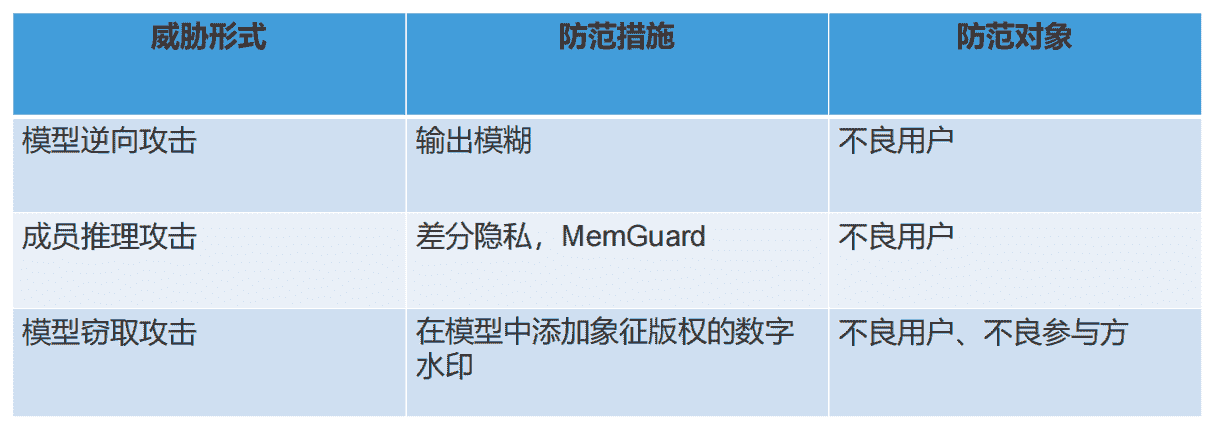 威胁形式 防范措施 防范对象
模型逆向攻击 输出模糊 不良用户
成员推理攻击 差分隐私，MemGuard 不良用户
模型窃取攻击 在模型中添加象征版权的数字 不良用户、不良参与方
水印